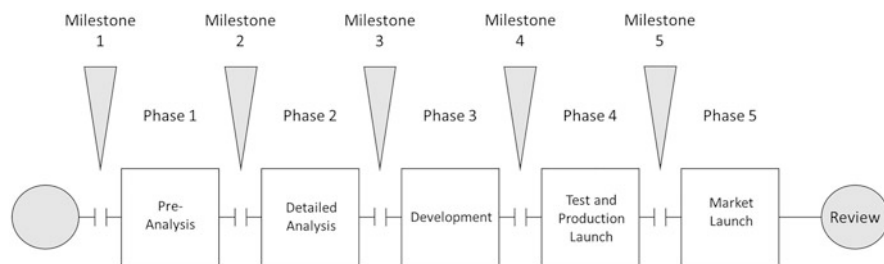 Milestone
1
Milestone
2
Milestone
3
Milestone
4
Milestone
5
Phase 1
Phase 2
Phase 3
Phase 4
Phase 5
Pre-
Analysis
Detailed
Analysis
Development
Test and
Production
Launch
Market
Launch
Review